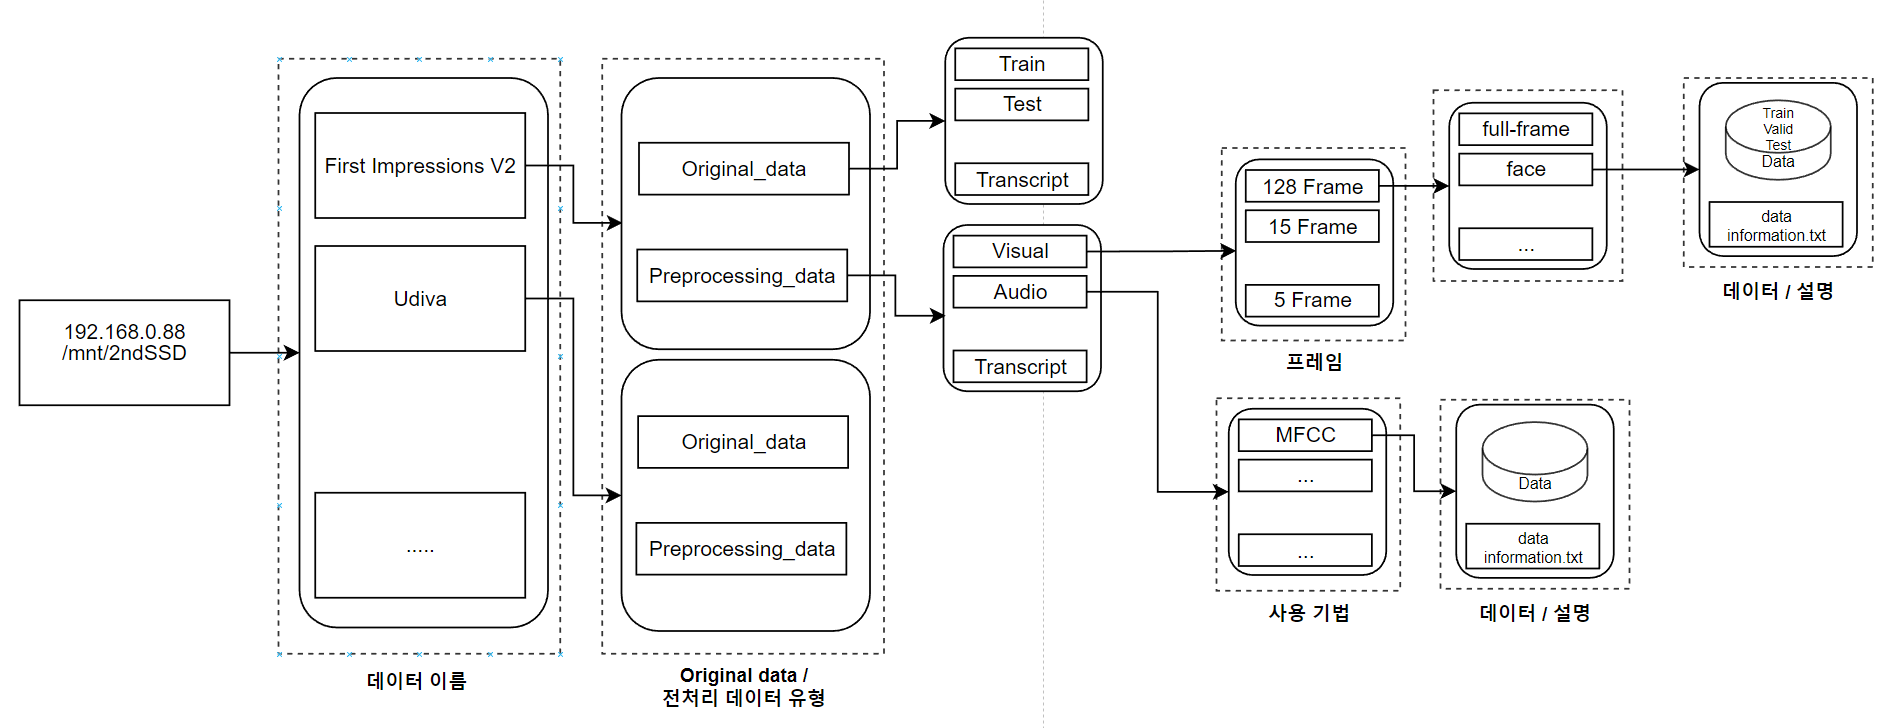 192.168.0.88
/mnt/2ndSSD
First Impressions V2
Udiva
.....
데이터 이름
Original_data
Preprocessing_data
Original_data
Preprocessing_data
Original data /
전처리 데이터 유형
Train
Test
Transcript
Visual
Audio
Transcript
128 Frame
15 Frame
5 Frame
프레임
full-frame
face
...
Train
Valid
Test
Data
data
information.txt
데이터 / 설명
MFCC
...
...
사용 기법
Data
data
information.txt
데이터 / 설명